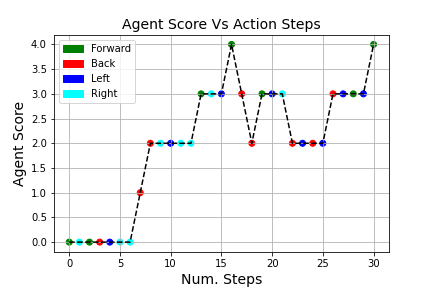 Agent Score Vs Action Steps
4.0
3.5
3.0
2.5
2.0
1.5
1.0
0.5
0.0
Agent Score
Forward
Back
Left
Right
0 5 10 15 20 25 30
Num. Steps